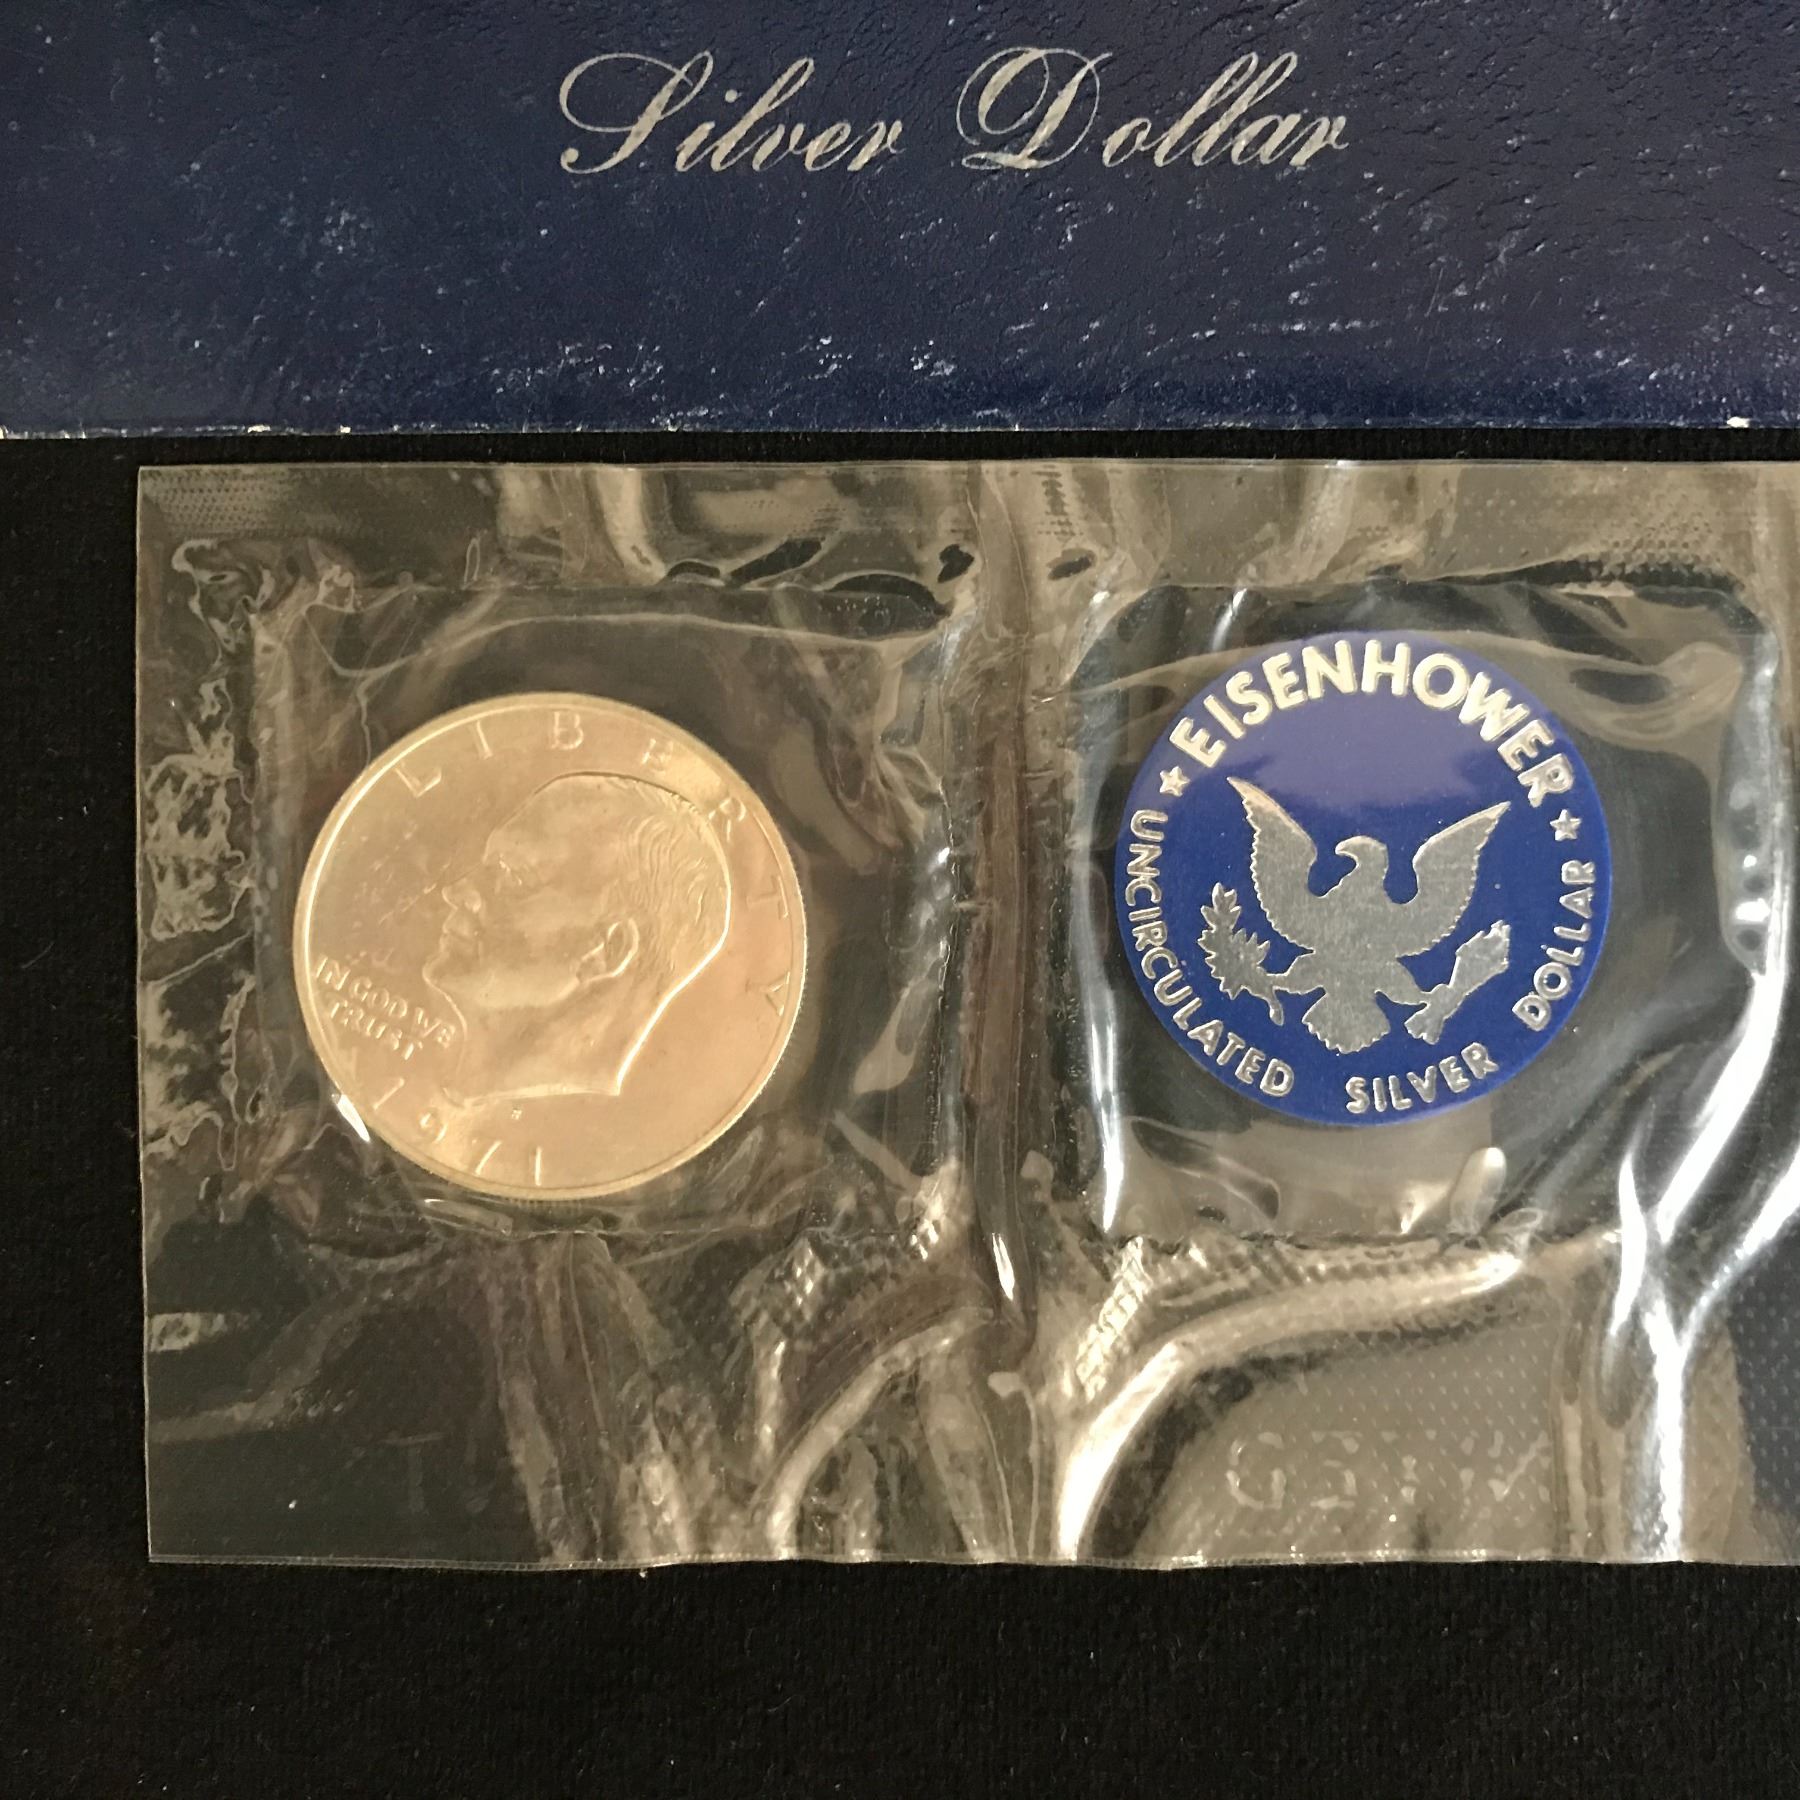 Silver Dollar
LIBERTY
IN GOD WE
TRUST
1971
S
★ EISENHOWER ★
UNCIRCULATED SILVER DOLLAR